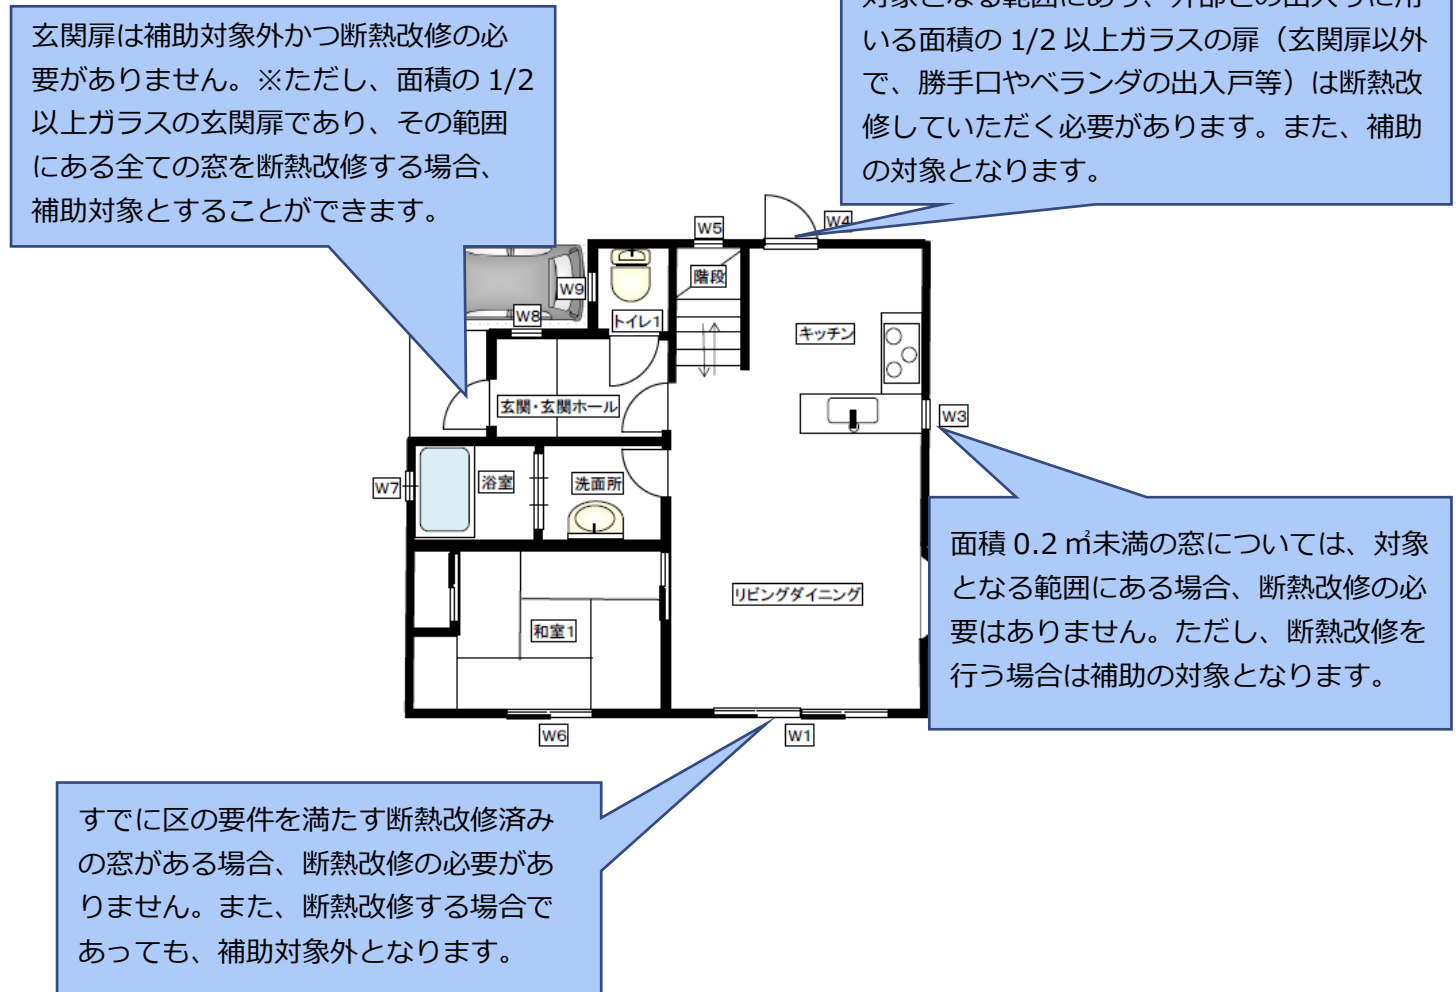 玄関扉は補助対象外かつ断熱改修の必
要がありません。※ただし、面積の 1/2
以上ガラスの玄関扉であり、その範囲
にある全ての窓を断熱改修する場合、
補助対象とすることができます。
いる面積の 1/2 以上ガラスの扉（玄関扉以外
で、勝手口やベランダの出入戸等）は断熱改
修していただく必要があります。また、補助
の対象となります。
W5
W4
階段
W9
W8
トイレ1
キッチン
玄関・玄関ホール
W3
W7
浴室
洗面所
面積 0.2 ㎡未満の窓については、対象
となる範囲にある場合、断熱改修の必
要はありません。ただし、断熱改修を
行う場合は補助の対象となります。
リビングダイニング
和室1
W6
W1
すでに区の要件を満たす断熱改修済み
の窓がある場合、断熱改修の必要があ
りません。また、断熱改修する場合で
あっても、補助対象外となります。